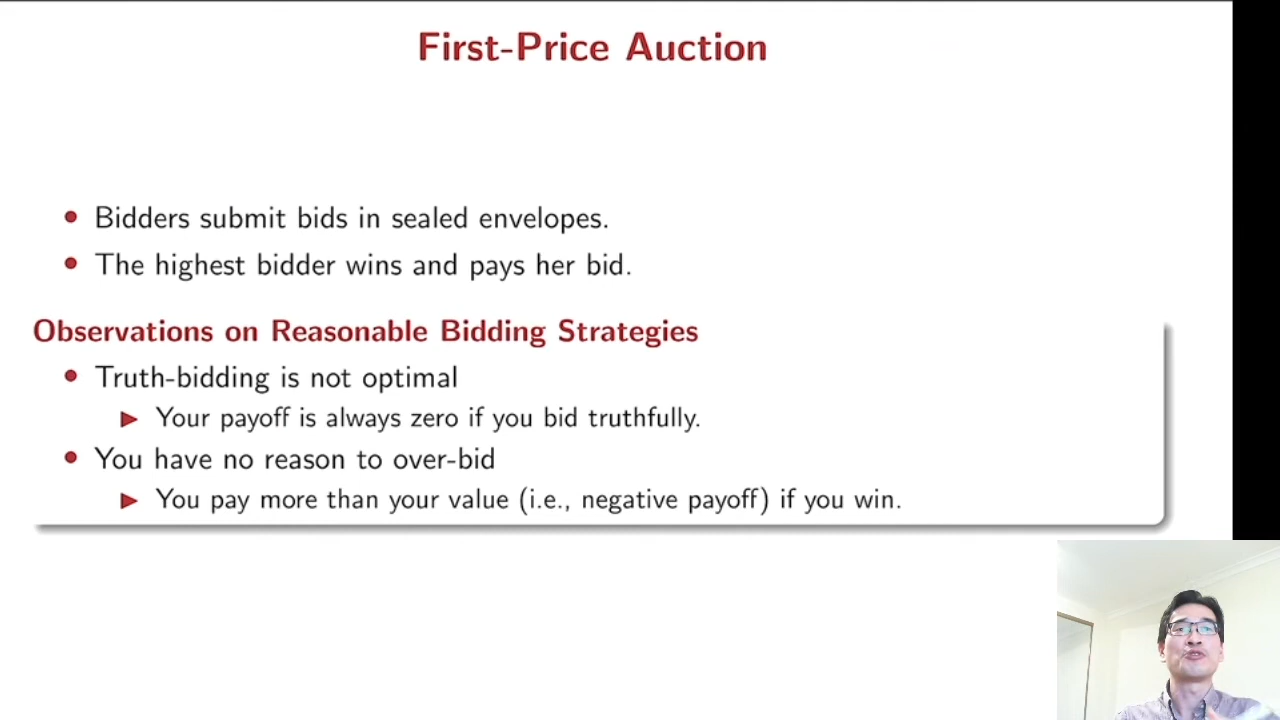 First-Price Auction
Bidders submit bids in sealed envelopes.
The highest bidder wins and pays her bid.
Observations on Reasonable Bidding Strategies
Truth-bidding is not optimal
Your payoff is always zero if you bid truthfully.
You have no reason to over-bid
You pay more than your value (i.e., negative payoff) if you win.